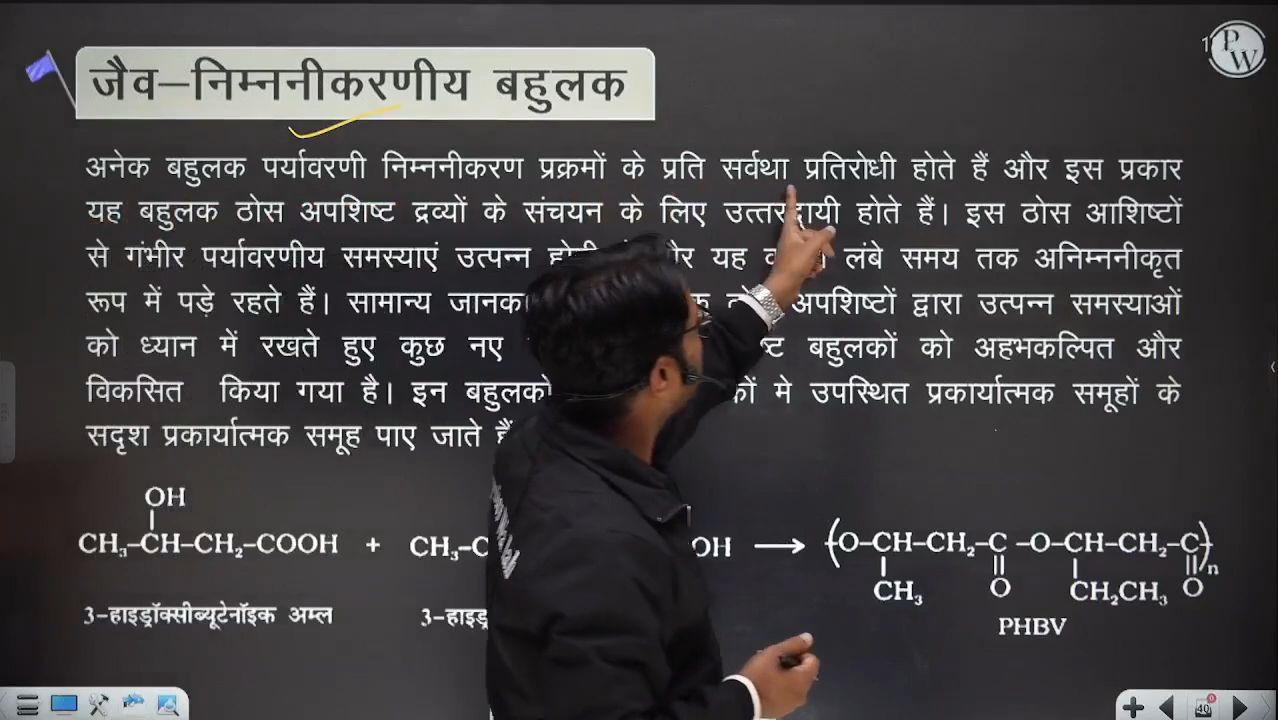 PW
जैव–निम्ननीकरणीय बहुलक
अनेक बहुलक पर्यावरणी निम्ननीकरण प्रक्रमों के प्रति सर्वथा प्रतिरोधी होते हैं और इस प्रकार
यह बहुलक ठोस अपशिष्ट द्रव्यों के संचयन के लिए उत्तरदायी होते हैं। इस ठोस आशिष्टों
से गंभीर पर्यावरणीय समस्याएं उत्पन्न यह लंबे समय तक अनिम्ननीकृत
रूप में पड़े रहते हैं। सामान्य अपशिष्टों द्वारा उत्पन्न समस्याओं
को ध्यान में रखते हुए कुछ नए बहुलकों को अहभकल्पित और
विकसित किया गया है। इन मे उपस्थित प्रकार्यात्मक समूहों के
सदृश प्रकार्यात्मक समूह पाए जाते
OH
CH₃–CH–CH₂–COOH + CH₃–C OH ⟶ (O–CH–CH₂–C–O–CH–CH₂–C)n
CH₃ O CH₂CH₃ O
3–हाइड्रॉक्सीब्यूटेनॉइक अम्ल
PHBV
40